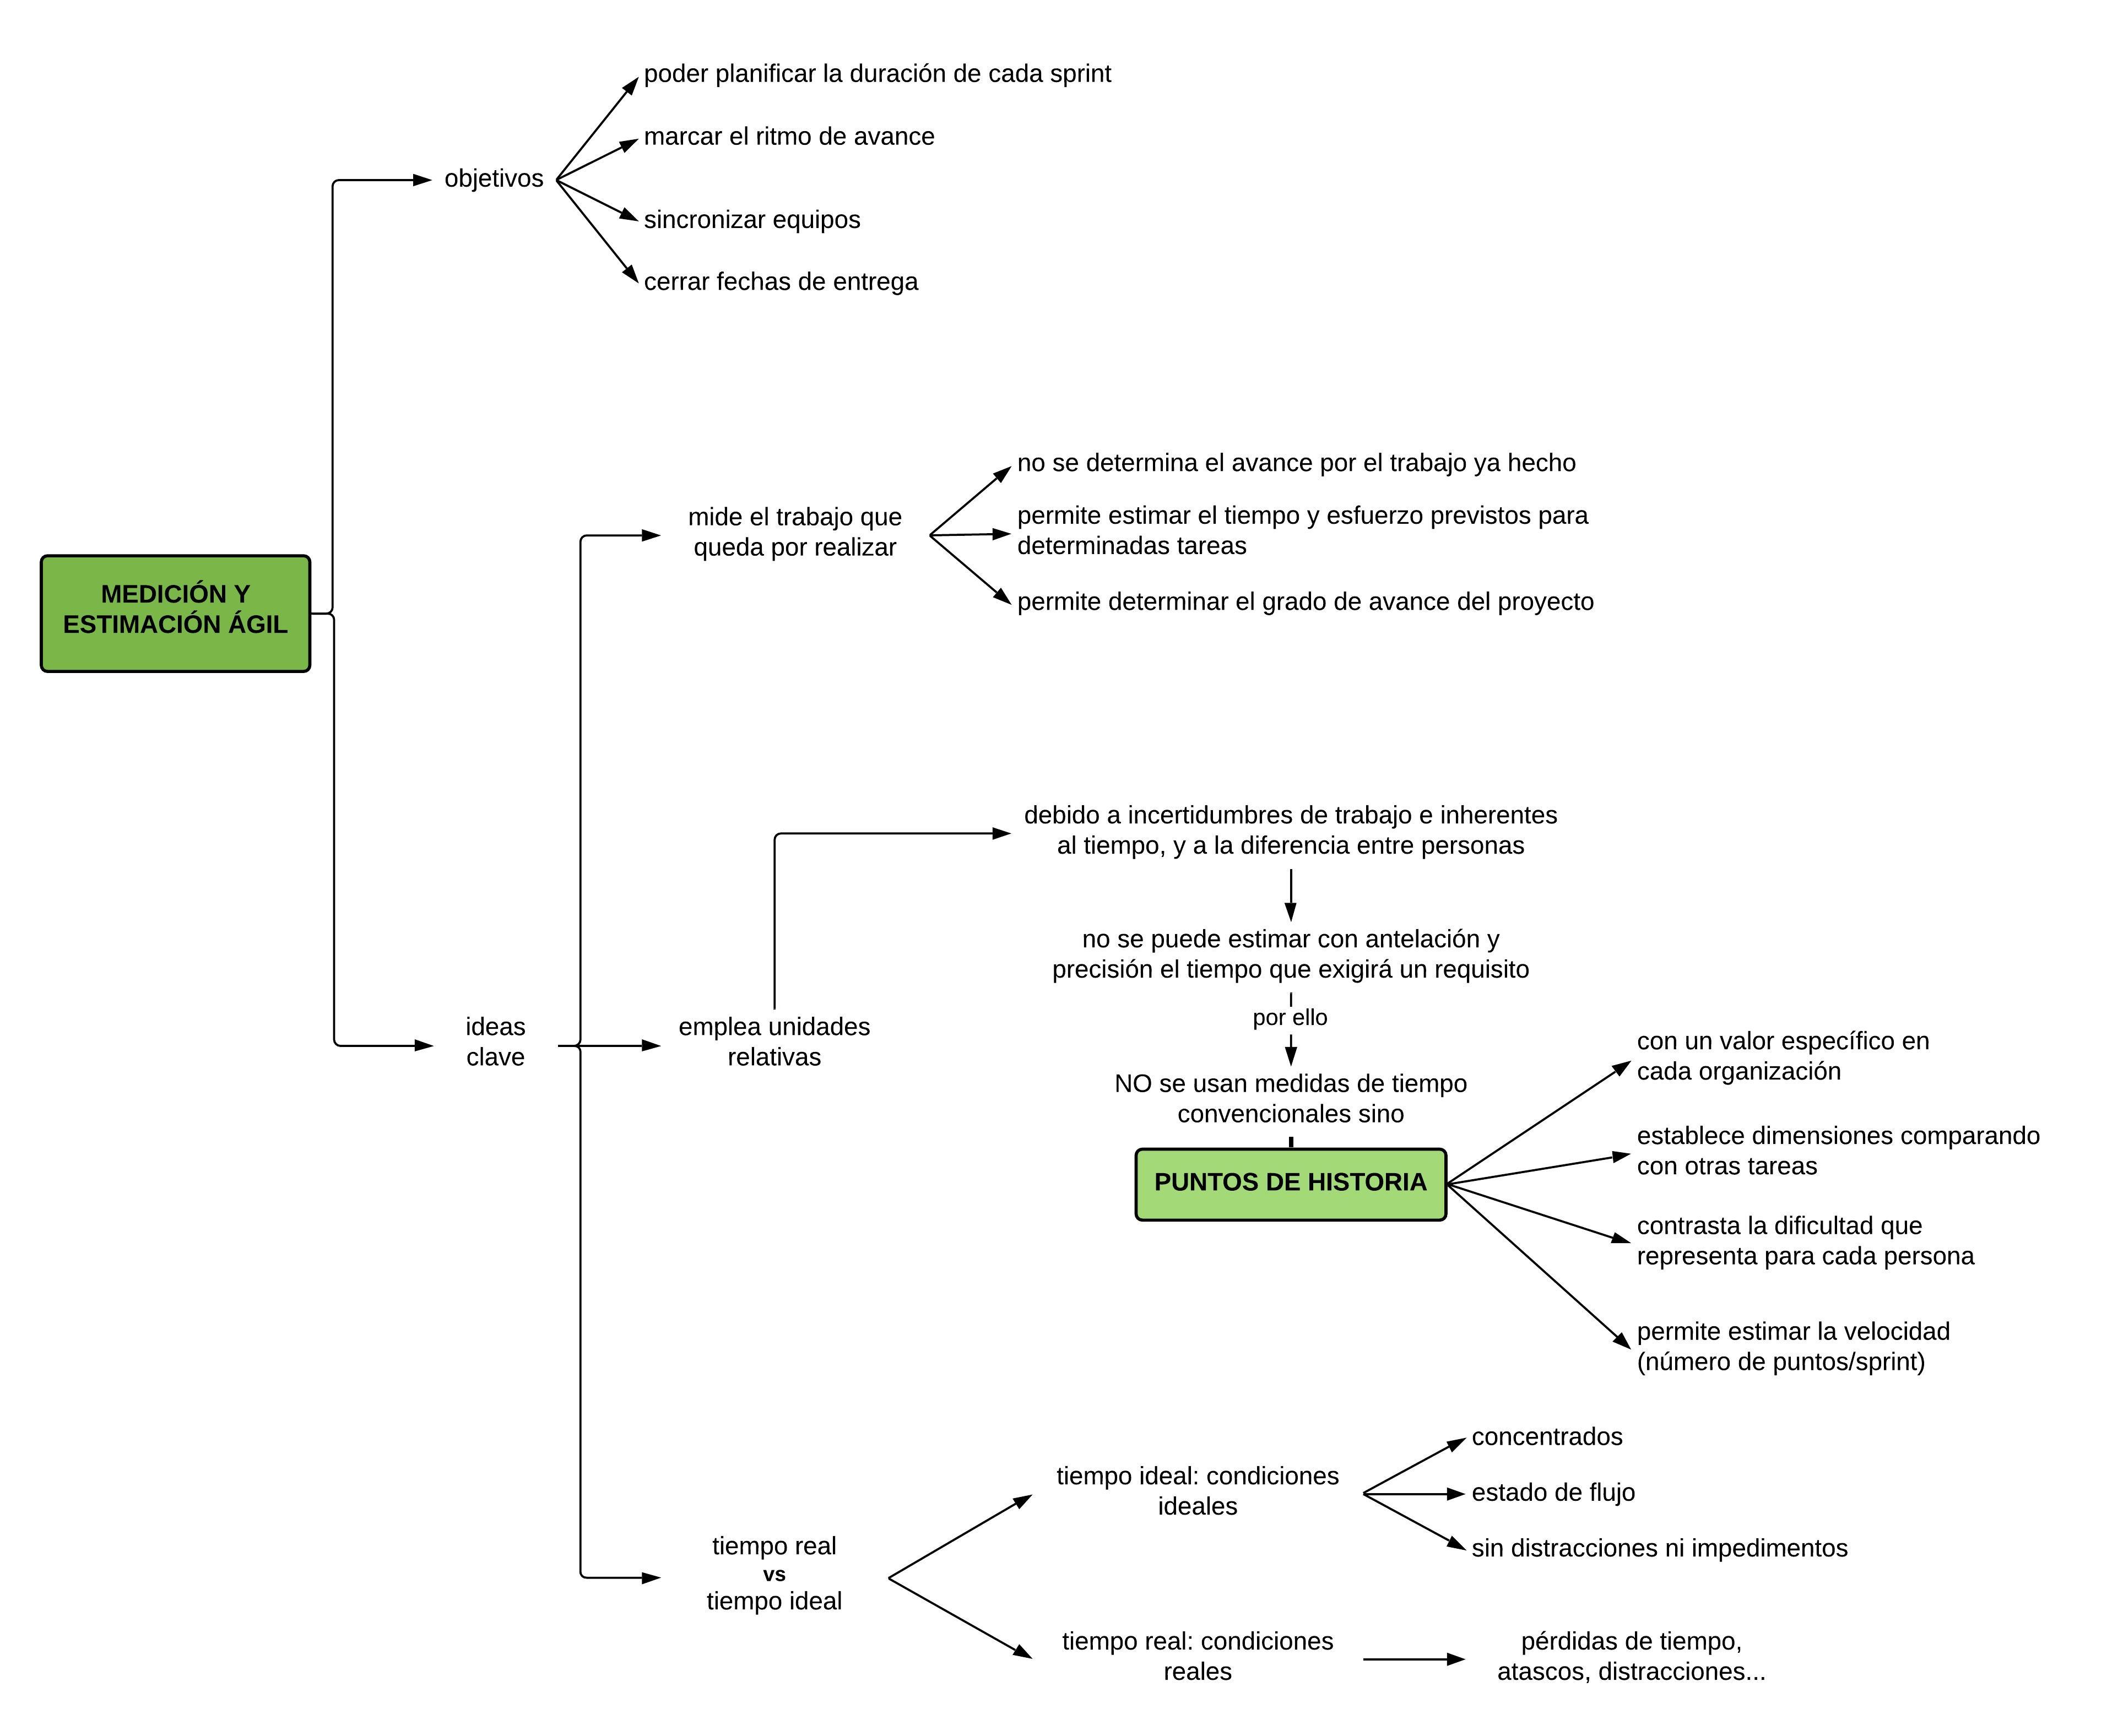 poder planificar la duración de cada sprint
marcar el ritmo de avance
objetivos
sincronizar equipos
cerrar fechas de entrega
MEDICIÓN Y
ESTIMACIÓN ÁGIL
mide el trabajo que
queda por realizar
no se determina el avance por el trabajo ya hecho
permite estimar el tiempo y esfuerzo previstos para
determinadas tareas
permite determinar el grado de avance del proyecto
ideas
clave
emplea unidades
relativas
debido a incertidumbres de trabajo e inherentes
al tiempo, y a la diferencia entre personas
no se puede estimar con antelación y
precisión el tiempo que exigirá un requisito
por ello
NO se usan medidas de tiempo
convencionales sino
PUNTOS DE HISTORIA
con un valor específico en
cada organización
establece dimensiones comparando
con otras tareas
contrasta la dificultad que
representa para cada persona
permite estimar la velocidad
(número de puntos/sprint)
tiempo real
vs
tiempo ideal
tiempo ideal: condiciones
ideales
concentrados
estado de flujo
sin distracciones ni impedimentos
tiempo real: condiciones
reales
pérdidas de tiempo,
atascos, distracciones...